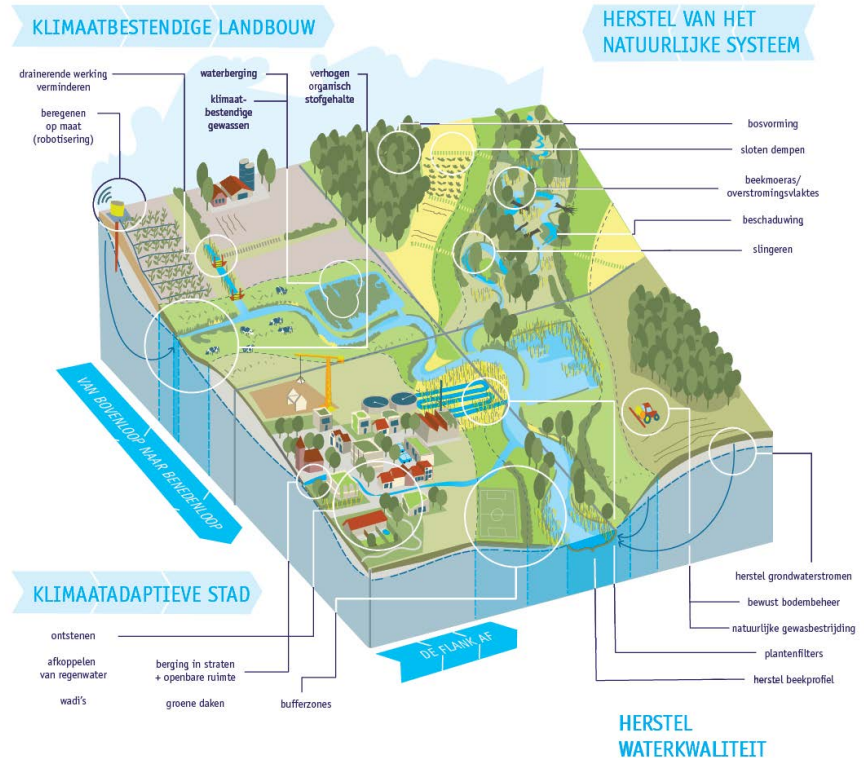 KLIMAATBESTENDIGE LANDBOUW
HERSTEL VAN HET
NATUURLIJKE SYSTEEM
drainerende werking
verminderen
beregenen
op maat
(robotisering)
waterberging
klimaat-
bestendige
gewassen
verhogen
organisch
stofgehalte
bosvorming
sloten dempen
beekmoeras/
overstromingsvlaktes
beschaduwing
slingeren
VAN BOVENLOOP NAAR BENEDENLOOP
KLIMAATADAPTIEVE STAD
ontstenen
afkoppelen
van regenwater
wadi's
berging in straten
+ openbare ruimte
groene daken
bufferzones
DE FLANK AF
herstel grondwaterstromen
bewust bodembeheer
natuurlijke gewasbestrijding
plantenfilters
herstel beekprofiel
HERSTEL
WATERKWALITEIT